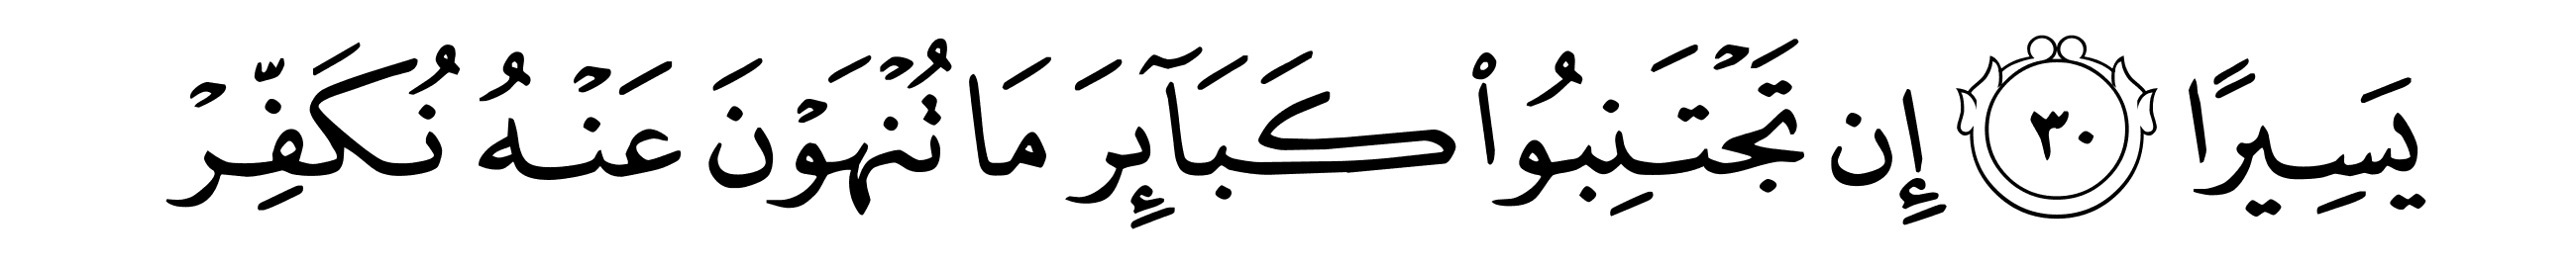 يَسِيرًا ٣٠ إِن تَجۡتَنِبُواْ كَبَآئِرَ مَا تُنۡهَوۡنَ عَنۡهُ نُكَفِّرۡ